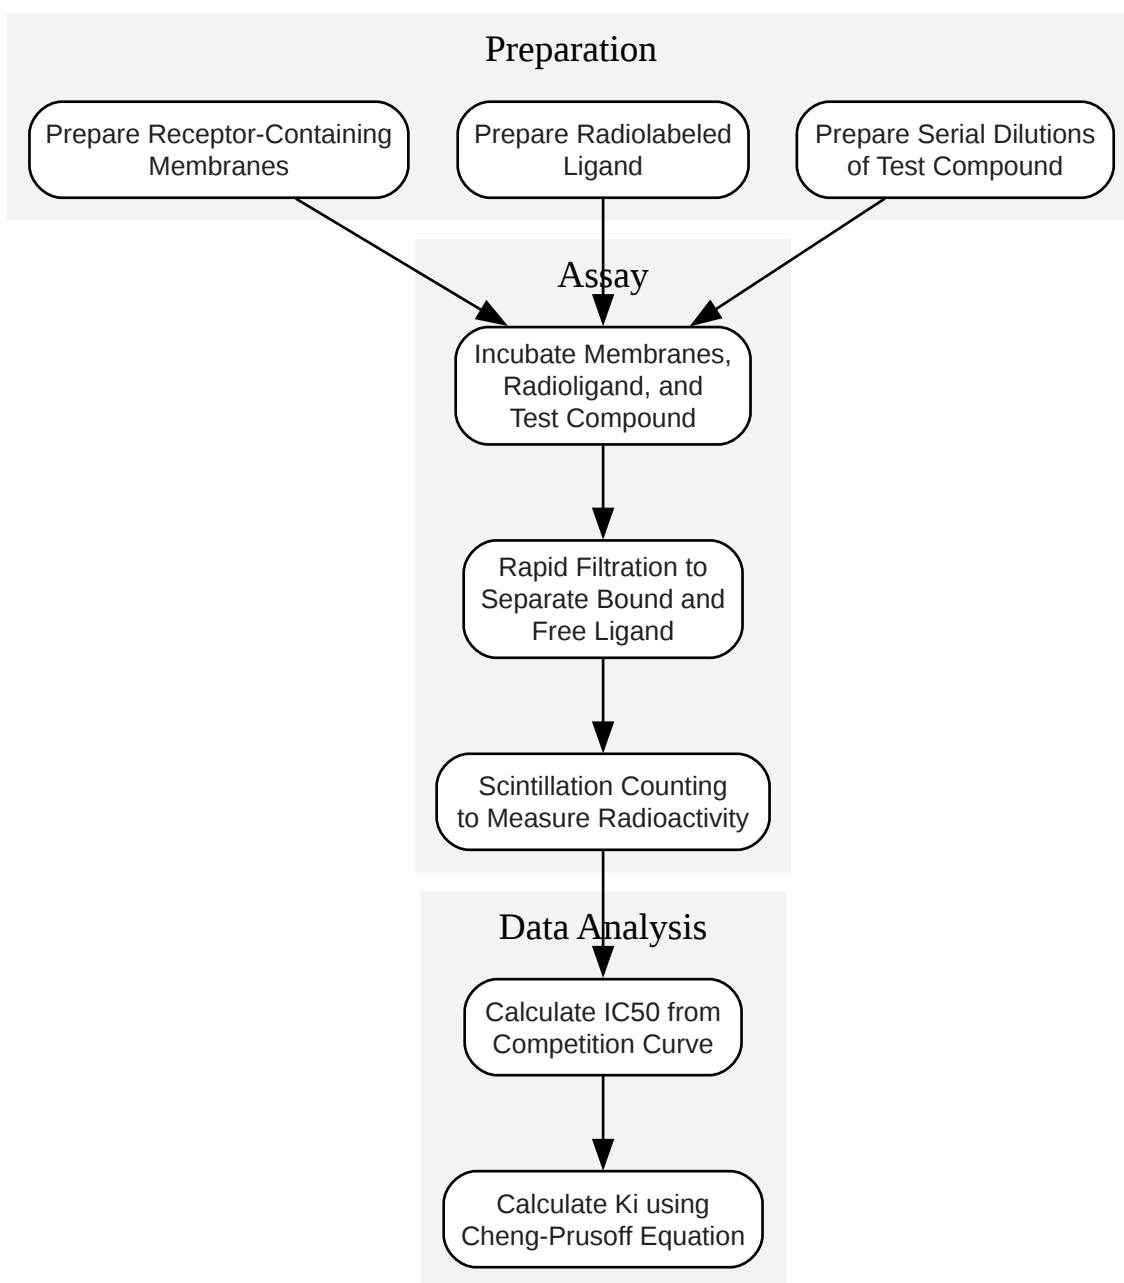 Preparation
Prepare Receptor-Containing
Membranes
Prepare Radiolabeled
Ligand
Prepare Serial Dilutions
of Test Compound
Assay
Incubate Membranes,
Radioligand, and
Test Compound
Rapid Filtration to
Separate Bound and
Free Ligand
Scintillation Counting
to Measure Radioactivity
Data Analysis
Calculate IC50 from
Competition Curve
Calculate Ki using
Cheng-Prusoff Equation